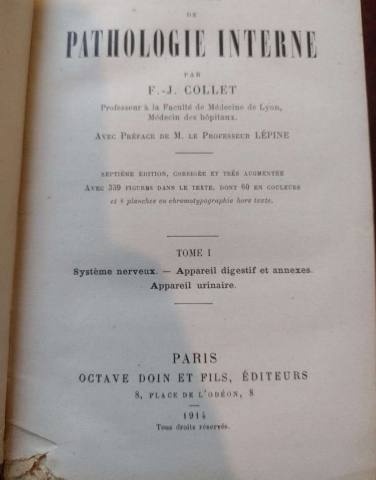 DE
PATHOLOGIE INTERNE
PAR
F.-J. COLLET
Professeur à la Faculté de Médecine de Lyon,
Médecin des hôpitaux.
Avec Préface de M. le Professeur LÉPINE
SEPTIÈME ÉDITION, CORRIGÉE ET TRÈS AUGMENTÉE
Avec 339 figures dans le texte, dont 60 en couleurs
et 8 planches en chromotypographie hors texte.
TOME I
Système nerveux. — Appareil digestif et annexes.
Appareil urinaire.
PARIS
OCTAVE DOIN ET FILS, ÉDITEURS
8, PLACE DE L'ODÉON, 8
1914
Tous droits réservés.